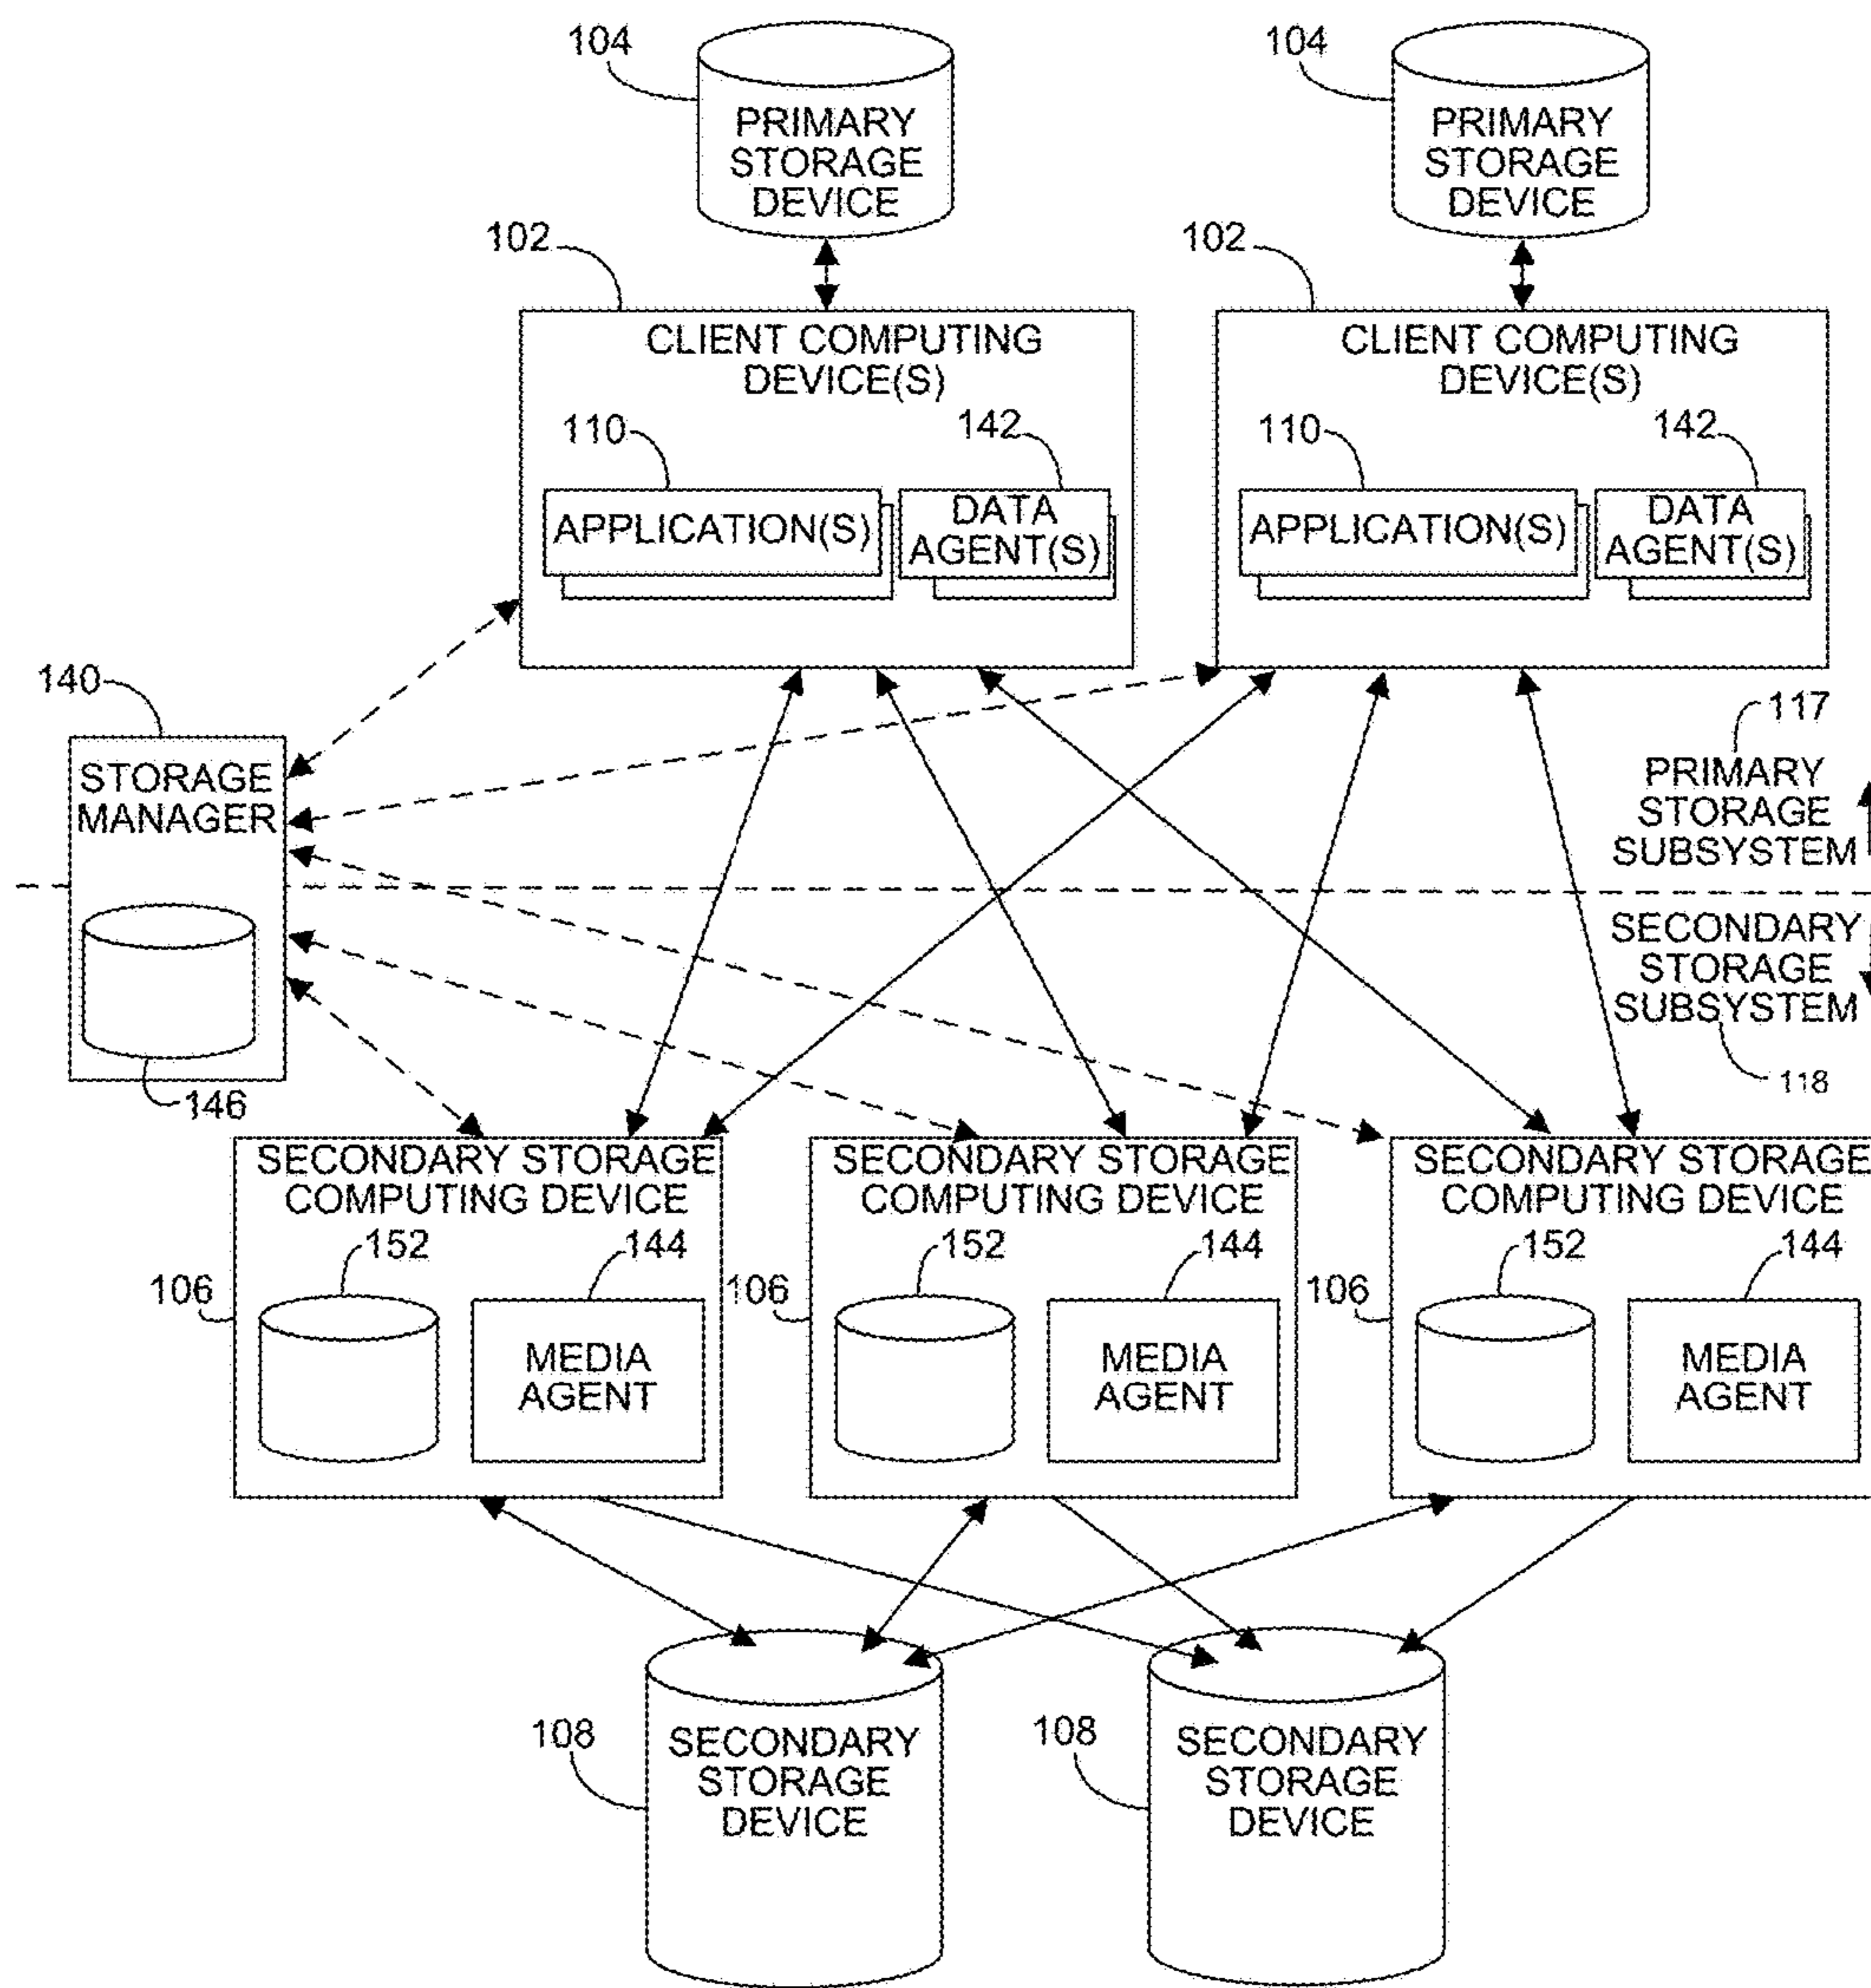 104
104
PRIMARY
STORAGE
DEVICE
PRIMARY
STORAGE
DEVICE
102
102
CLIENT COMPUTING
DEVICE(S)
CLIENT COMPUTING
DEVICE(S)
110
142
110
142
APPLICATION(S)
DATA
AGENT(S)
APPLICATION(S)
DATA
AGENT(S)
140
STORAGE
MANAGER
146
117
PRIMARY
STORAGE
SUBSYSTEM
SECONDARY
STORAGE
SUBSYSTEM
118
SECONDARY STORAGE
COMPUTING DEVICE
152
144
106
MEDIA
AGENT
SECONDARY STORAGE
COMPUTING DEVICE
152
144
106
MEDIA
AGENT
SECONDARY STORAGE
COMPUTING DEVICE
152
144
106
MEDIA
AGENT
108
SECONDARY
STORAGE
DEVICE
108
SECONDARY
STORAGE
DEVICE